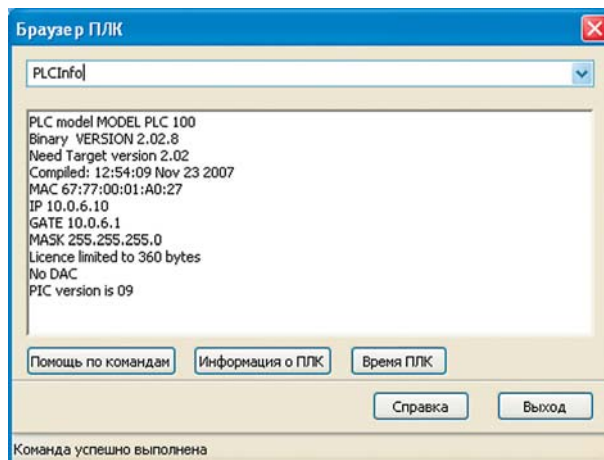 Браузер ПЛК
PLCInfo
PLC model MODEL PLC 100
Binary VERSION 2.02.8
Need Target version 2.02
Compiled: 12:54:09 Nov 23 2007
MAC 67:77:00:01:A0:27
IP 10.0.6.10
GATE 10.0.6.1
MASK 255.255.255.0
Licence limited to 360 bytes
No DAC
PIC version is 09
Помощь по командам Информация о ПЛК Время ПЛК
Справка Выход
Команда успешно выполнена